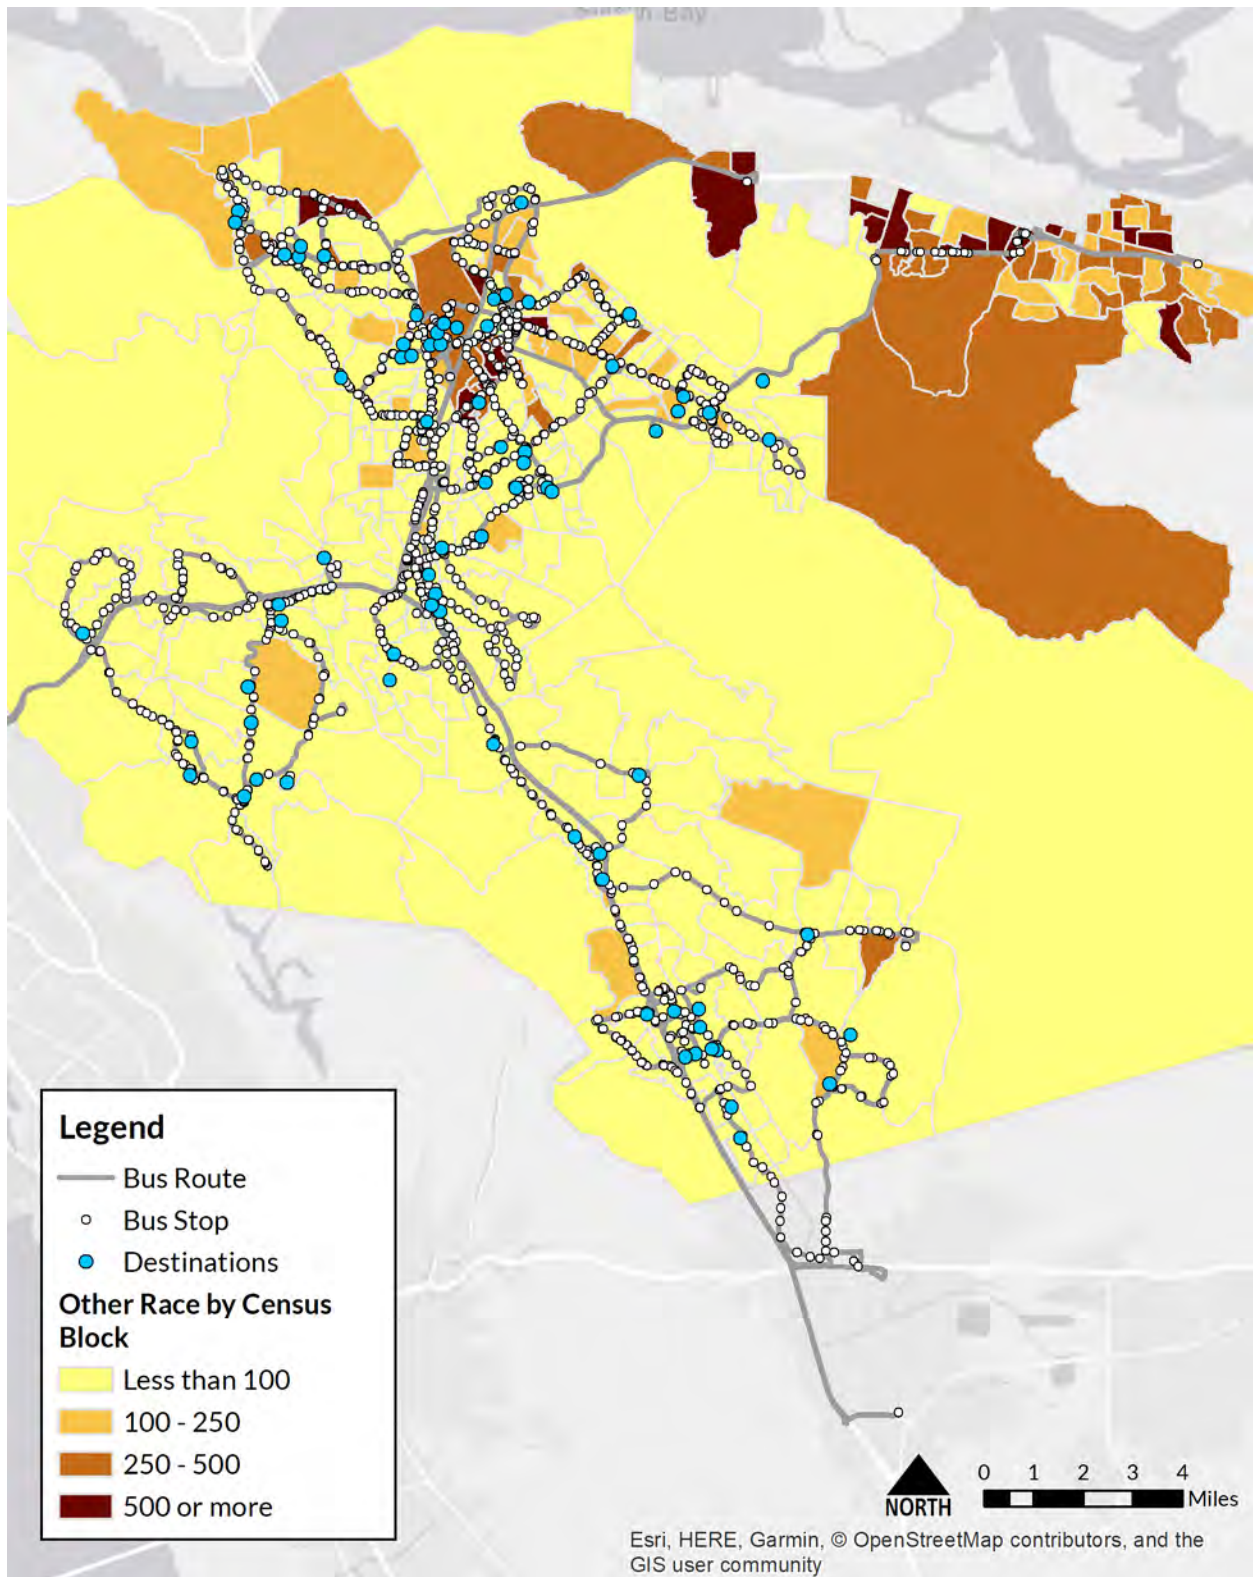 Bay
Legend
Bus Route
Bus Stop
Destinations
Other Race by Census
Block
Less than 100
100 - 250
250 - 500
500 or more
NORTH
0 1 2 3 4
Miles
Esri, HERE, Garmin, © OpenStreetMap contributors, and the
GIS user community